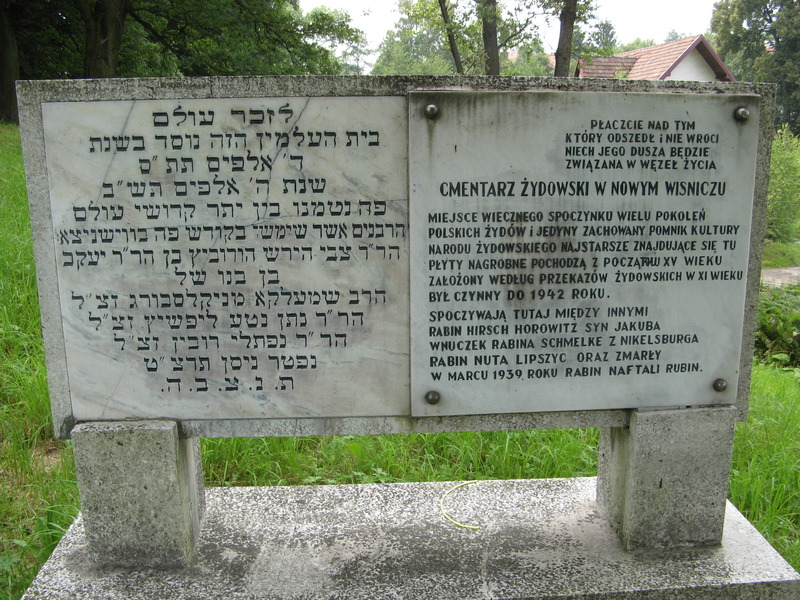 לזכר עולם
בית העלמין הזה נוסד בשנת
ה' אלפים תת"ס
שנת ה' אלפים תש"ב
פה נטמנו בין יתר קדושי עולם
הרבנים אשר שימשו בקודש פה בווישניצא
הר"ר צבי הירש הורוביץ בן הר"ר יעקב
בן בנו של
הרב שמעלקא מניקלסבורג זצ"ל
הר"ר נתן נטע ליפשיץ זצ"ל
הר"ר נפתלי רובין זצ"ל
נפטר ניסן תרצ"ט
ת. נ. צ. ב. ה.
PŁACZCIE NAD TYM
KTÓRY ODSZEDŁ I NIE WROCI
NIECH JEGO DUSZA BĘDZIE
ZWIĄZANA W WĘZEŁ ŻYCIA
CMENTARZ ŻYDOWSKI W NOWYM WISNICZU
MIEJSCE WIECZNEGO SPOCZYNKU WIELU POKOLEŃ
POLSKICH ŻYDÓW I JEDYNY ZACHOWANY POMNIK KULTURY
NARODU ŻYDOWSKIEGO NAJSTARSZE ZNAJDUJĄCE SIĘ TU
PŁYTY NAGROBNE POCHODZĄ Z POCZĄTKU XV WIEKU
ZAŁOŻONY WEDŁUG PRZEKAZÓW ŻYDOWSKICH W XI WIEKU
BYŁ CZYNNY DO 1942 ROKU.
SPOCZYWAJĄ TUTAJ MIĘDZY INNYMI
RABIN HIRSCH HOROWITZ SYN JAKUBA
WNUCZEK RABINA SCHMELKE Z NIKELSBURGA
RABIN NUTA LIPSZYC ORAZ ZMARŁY
W MARCU 1939 ROKU RABIN NAFTALI RUBIN.